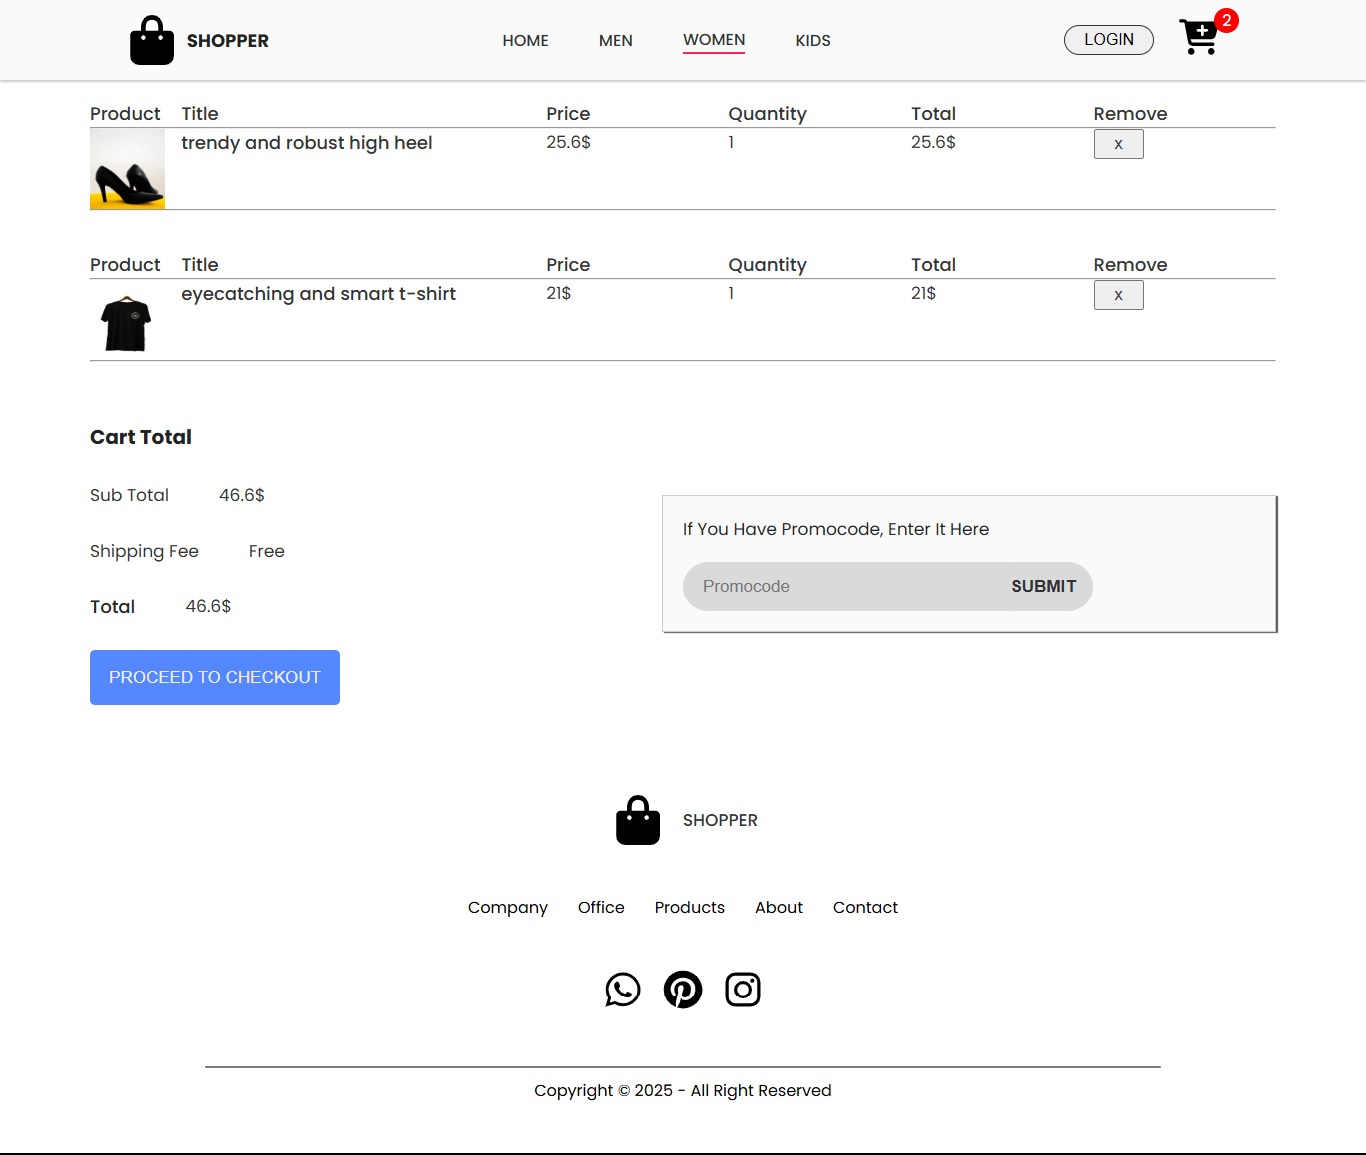 SHOPPER HOME MEN WOMEN KIDS LOGIN 2
Product Title Price Quantity Total Remove
trendy and robust high heel 25.6$ 1 25.6$ x
Product Title Price Quantity Total Remove
eyecatching and smart t-shirt 21$ 1 21$ x
Cart Total
Sub Total 46.6$
Shipping Fee Free
Total 46.6$
PROCEED TO CHECKOUT
If You Have Promocode, Enter It Here
Promocode SUBMIT
SHOPPER
Company Office Products About Contact
Copyright © 2025 - All Right Reserved